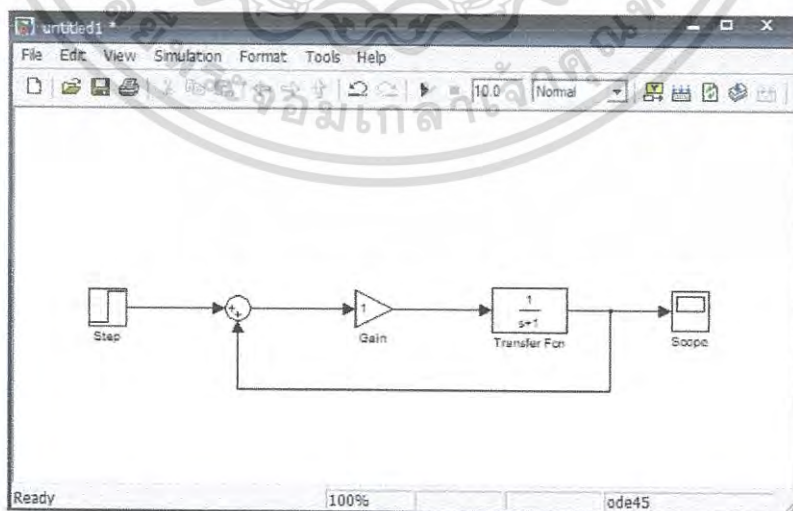 untitled1 *
File Edit View Simulation Format Tools Help
10.0 Normal
Step
++
1
Gain
1
s+1
Transfer Fcn
Scope
Ready 100% ode45